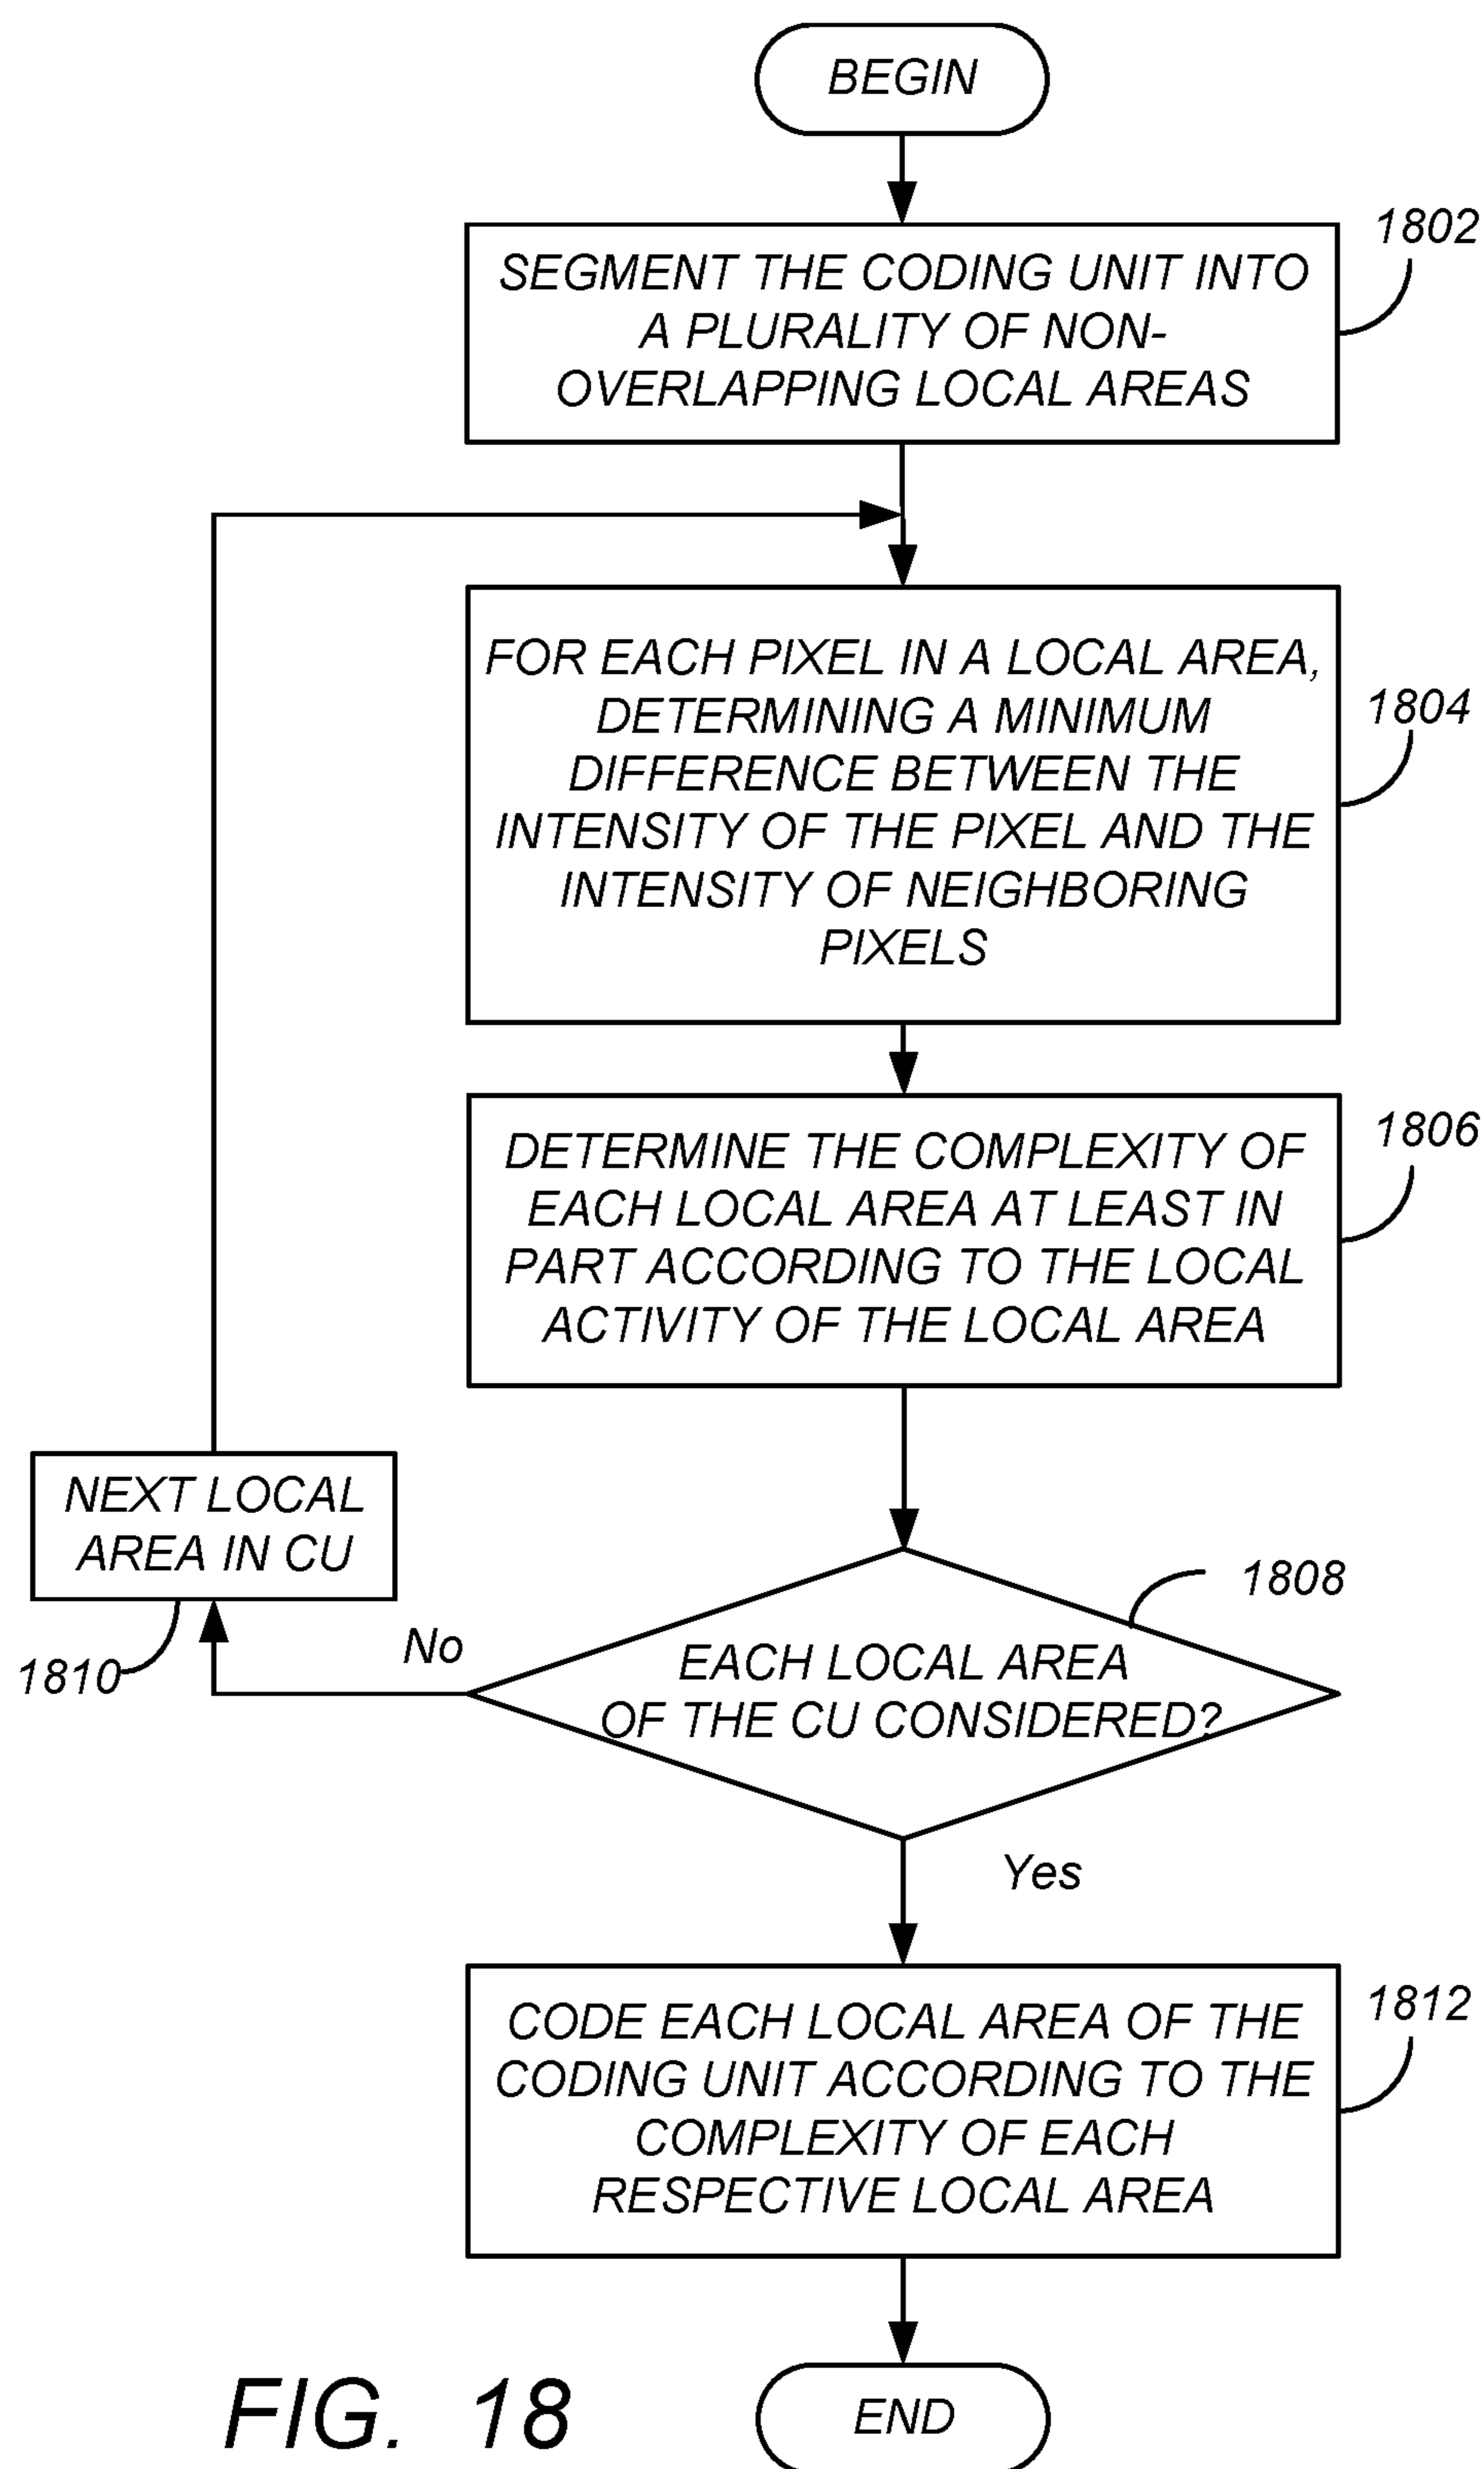 BEGIN
1802
SEGMENT THE CODING UNIT INTO
A PLURALITY OF NON-
OVERLAPPING LOCAL AREAS
FOR EACH PIXEL IN A LOCAL AREA,
DETERMINING A MINIMUM
DIFFERENCE BETWEEN THE
INTENSITY OF THE PIXEL AND THE
INTENSITY OF NEIGHBORING
PIXELS
1804
DETERMINE THE COMPLEXITY OF
EACH LOCAL AREA AT LEAST IN
PART ACCORDING TO THE LOCAL
ACTIVITY OF THE LOCAL AREA
1806
NEXT LOCAL
AREA IN CU
1810
No
1808
EACH LOCAL AREA
OF THE CU CONSIDERED?
Yes
CODE EACH LOCAL AREA OF THE
CODING UNIT ACCORDING TO THE
COMPLEXITY OF EACH
RESPECTIVE LOCAL AREA
1812
END
FIG. 18